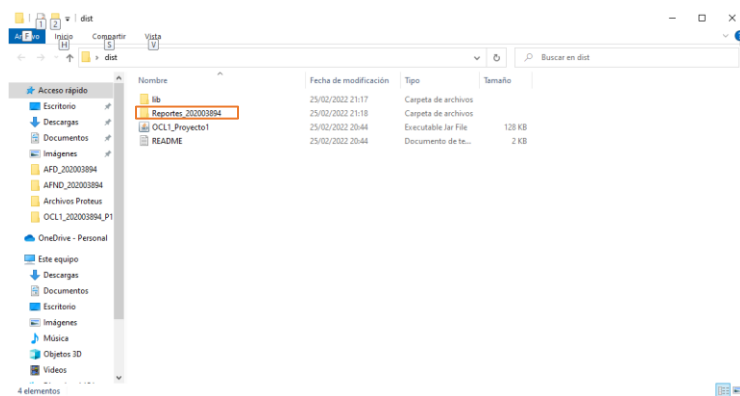 dist
1 2
Archivo Inicio Compartir Vista
F H S V
dist
Buscar en dist
Nombre Fecha de modificación Tipo Tamaño
Acceso rápido
Escritorio
Descargas
Documentos
Imágenes
AFD_202003894
AFND_202003894
Archivos Proteus
OCL1_202003894_P1
OneDrive - Personal
Este equipo
Descargas
Documentos
Escritorio
Imágenes
Música
Objetos 3D
Videos
lib 25/02/2022 21:17 Carpeta de archivos
Reportes_202003894 25/02/2022 21:18 Carpeta de archivos
OCL1_Proyecto1 25/02/2022 20:44 Executable Jar File 128 KB
README 25/02/2022 20:44 Documento de te... 2 KB
4 elementos